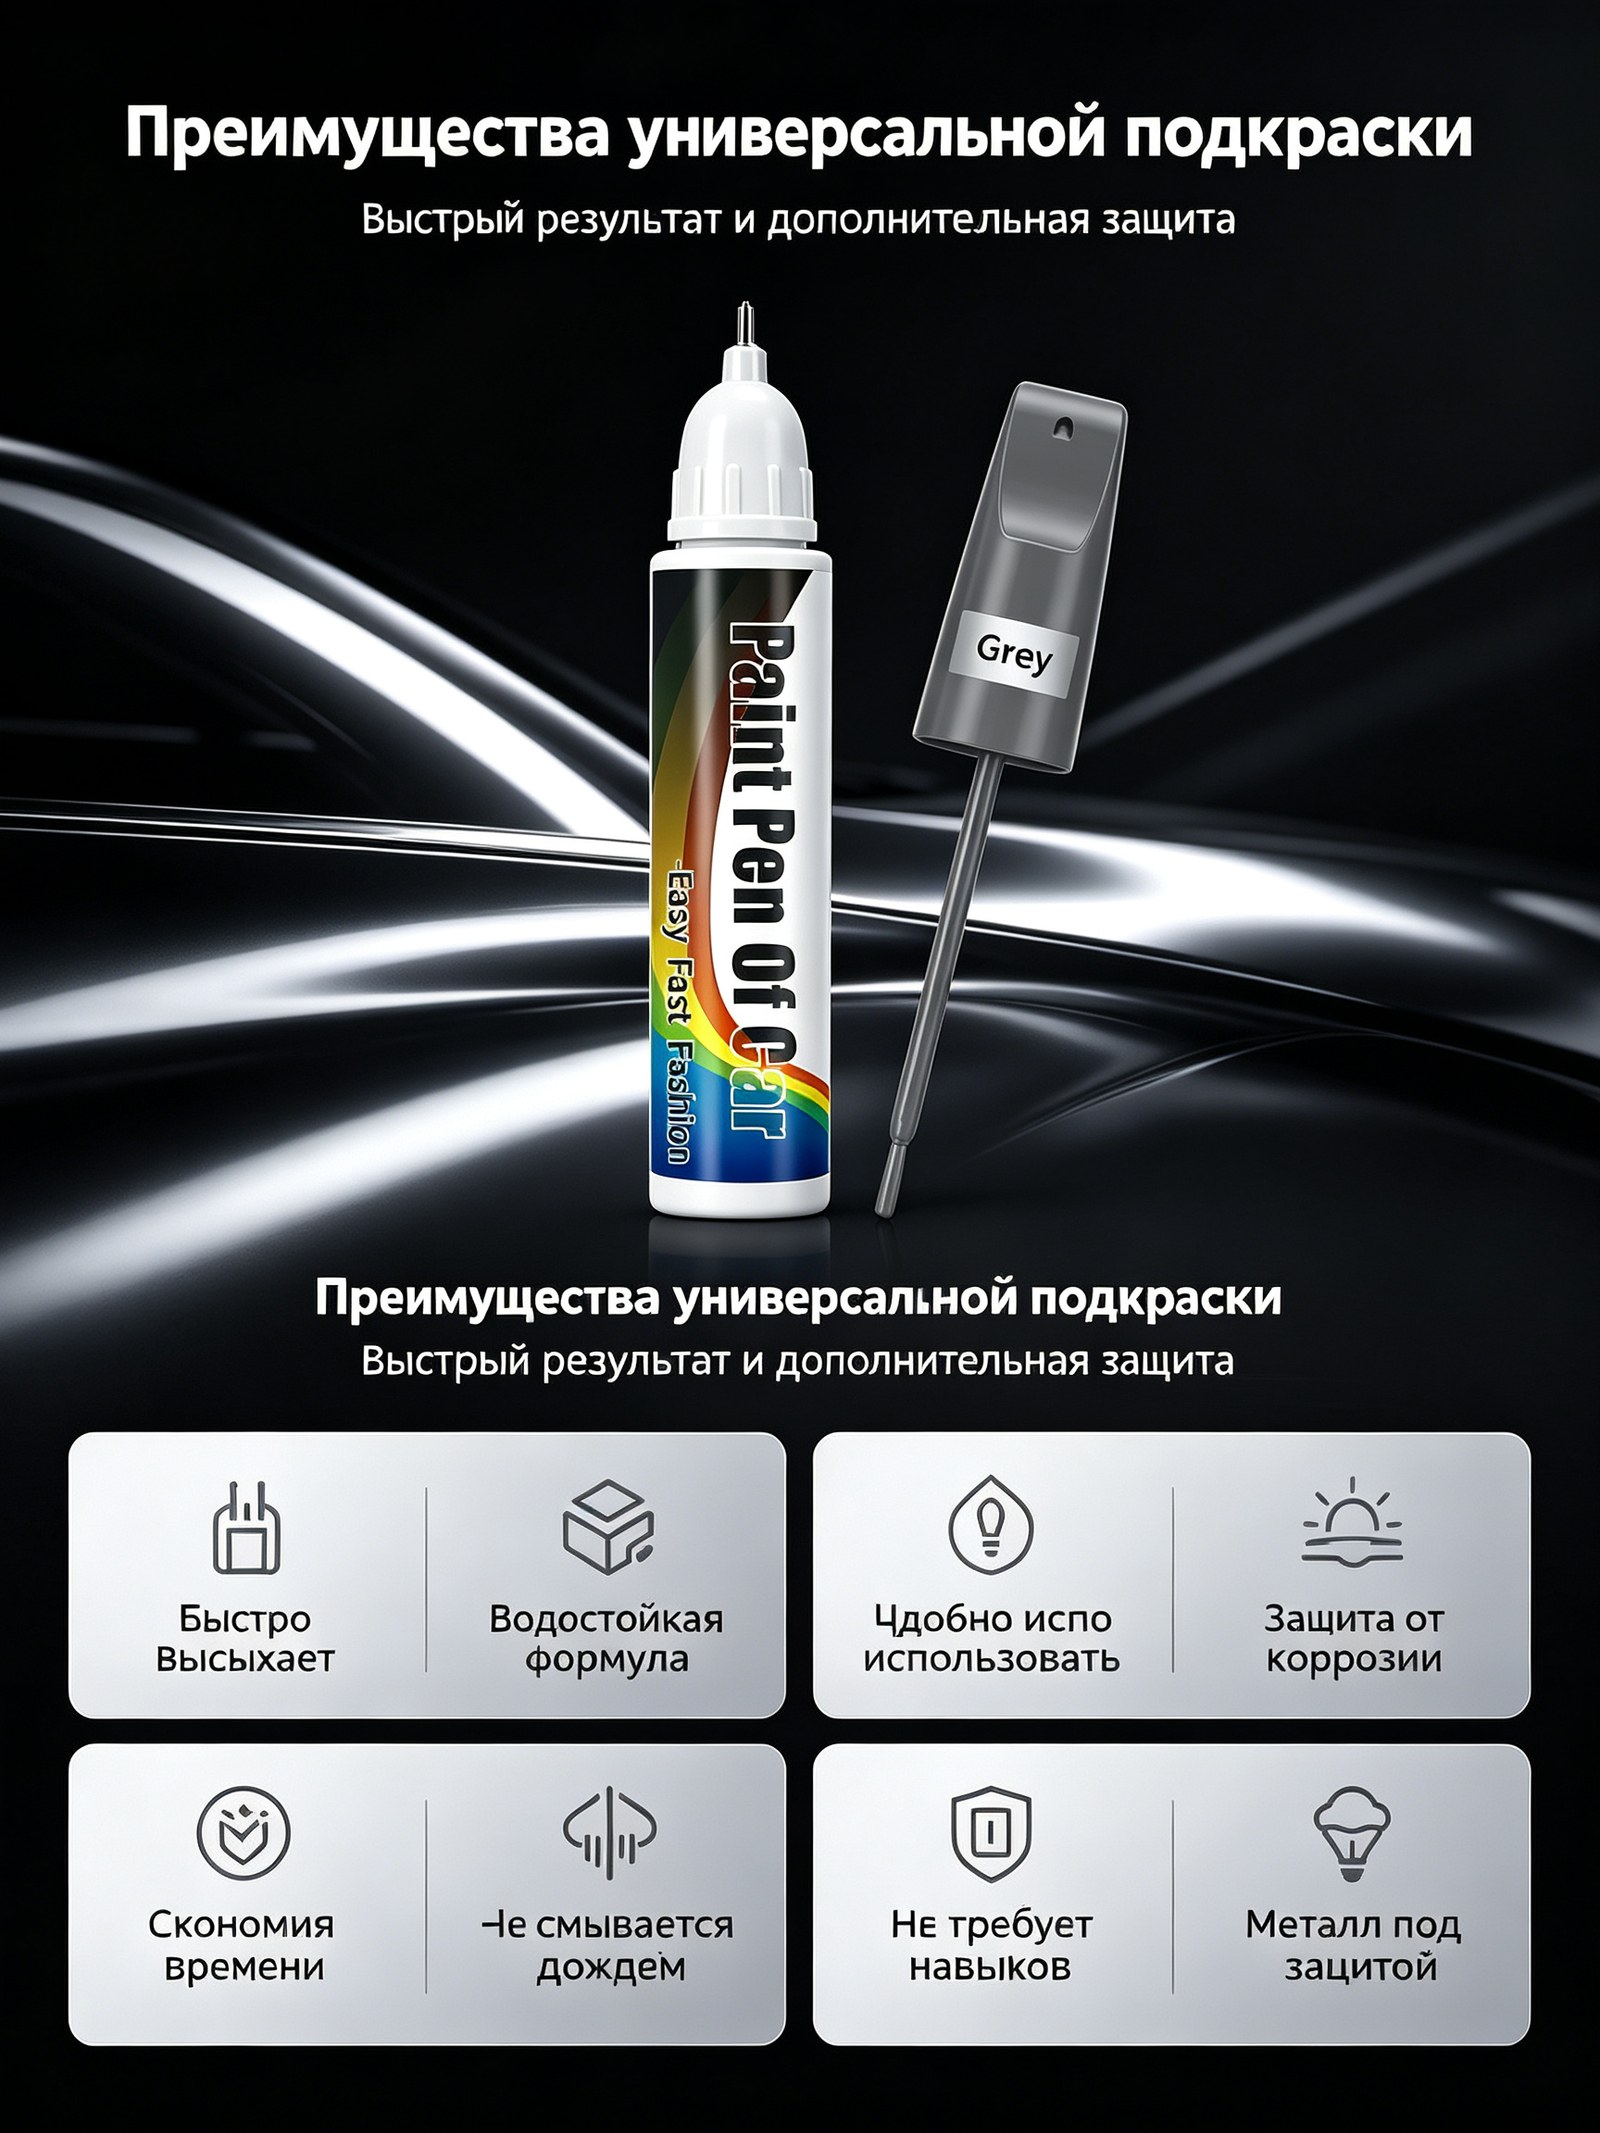 Преимущества универсальной подкраски
Выстрый результат и дополнительная защита
Paint Pen Of Car
-Easy Fast Fashion
Grey
Преимущества универсальной подкраски
Выстрый результат и дополнительная защита
Быстро
Высыхает
Водостойкая
формула
Чдобно испо
использовать
Защита от
коррозии
Скономия
времени
Не смывается
дождем
Не требует
навыков
Металл под
зацитой